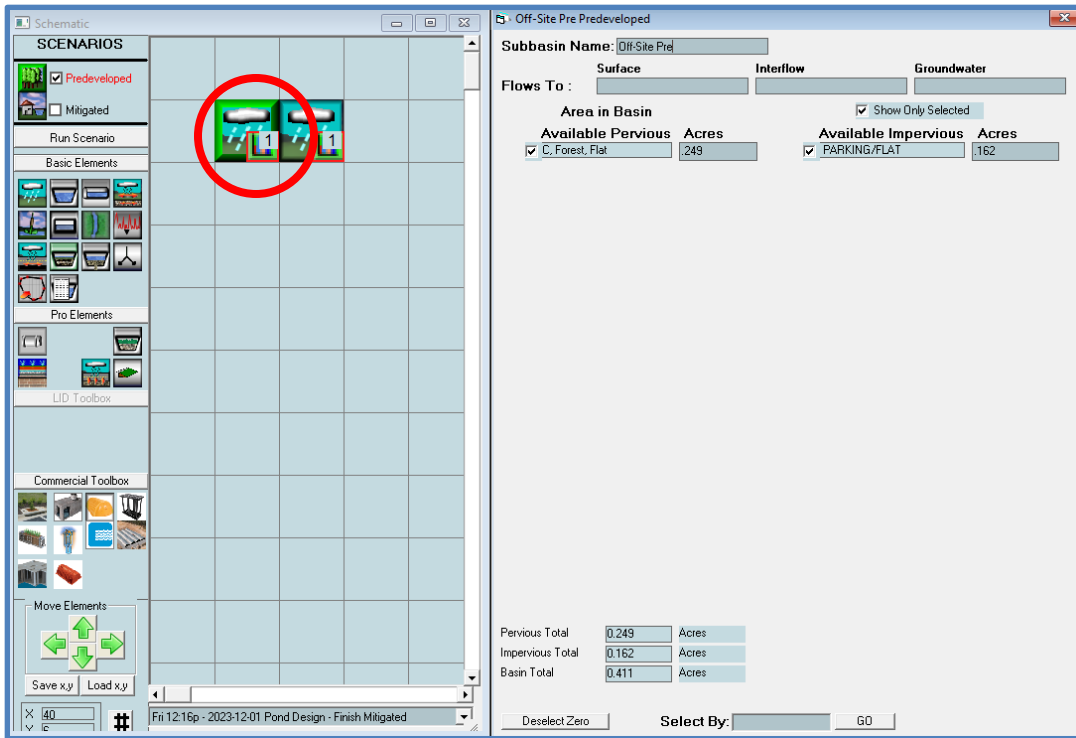 Schematic
SCENARIOS
Predeveloped
Mitigated
Run Scenario
Basic Elements
Pro Elements
LID Toolbox
Commercial Toolbox
Move Elements
Save x,y Load x,y
X 40
Y 6
#
1 1
Fri 12:16p - 2023-12-01 Pond Design - Finish Mitigated
Off-Site Pre Predeveloped
Subbasin Name: Off-Site Pre
Surface Interflow Groundwater
Flows To :
Area in Basin Show Only Selected
Available Pervious Acres Available Impervious Acres
C, Forest, Flat .249 PARKING/FLAT .162
Pervious Total 0.249 Acres
Impervious Total 0.162 Acres
Basin Total 0.411 Acres
Deselect Zero Select By: GO